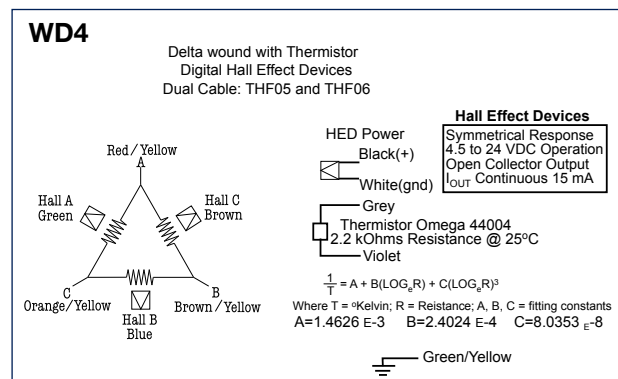 WD4
Delta wound with Thermistor
Digital Hall Effect Devices
Dual Cable: THF05 and THF06
Red/Yellow
A
Hall A
Green
Hall C
Brown
C
Orange/Yellow
B
Brown/Yellow
Hall B
Blue
HED Power
Black(+)
White(gnd)
Hall Effect Devices
Symmetrical Response
4.5 to 24 VDC Operation
Open Collector Output
I_OUT Continuous 15 mA
Grey
Thermistor Omega 44004
2.2 kOhms Resistance @ 25°C
Violet
1/T = A + B(LOGₑR) + C(LOGₑR)³
Where T = °Kelvin; R = Reistance; A, B, C = fitting constants
A=1.4626 E-3 B=2.4024 E-4 C=8.0353 E-8
Green/Yellow